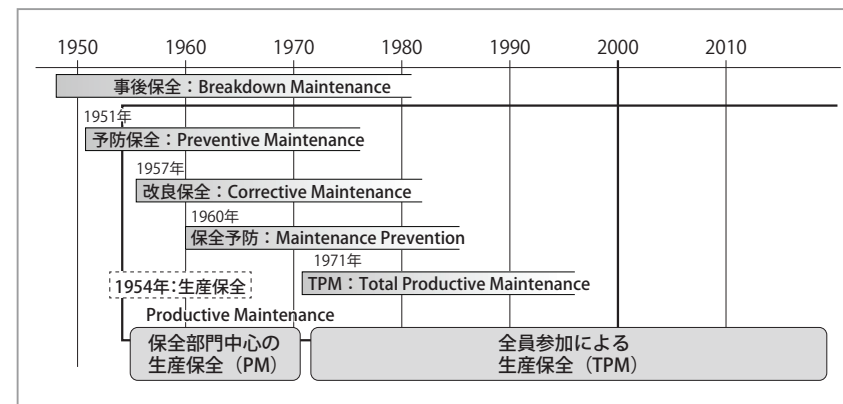 1950 1960 1970 1980 1990 2000 2010
事後保全：Breakdown Maintenance
1951年
予防保全：Preventive Maintenance
1957年
改良保全：Corrective Maintenance
1960年
保全予防：Maintenance Prevention
1971年
1954年：生産保全
TPM：Total Productive Maintenance
Productive Maintenance
保全部門中心の
生産保全（PM）
全員参加による
生産保全（TPM）